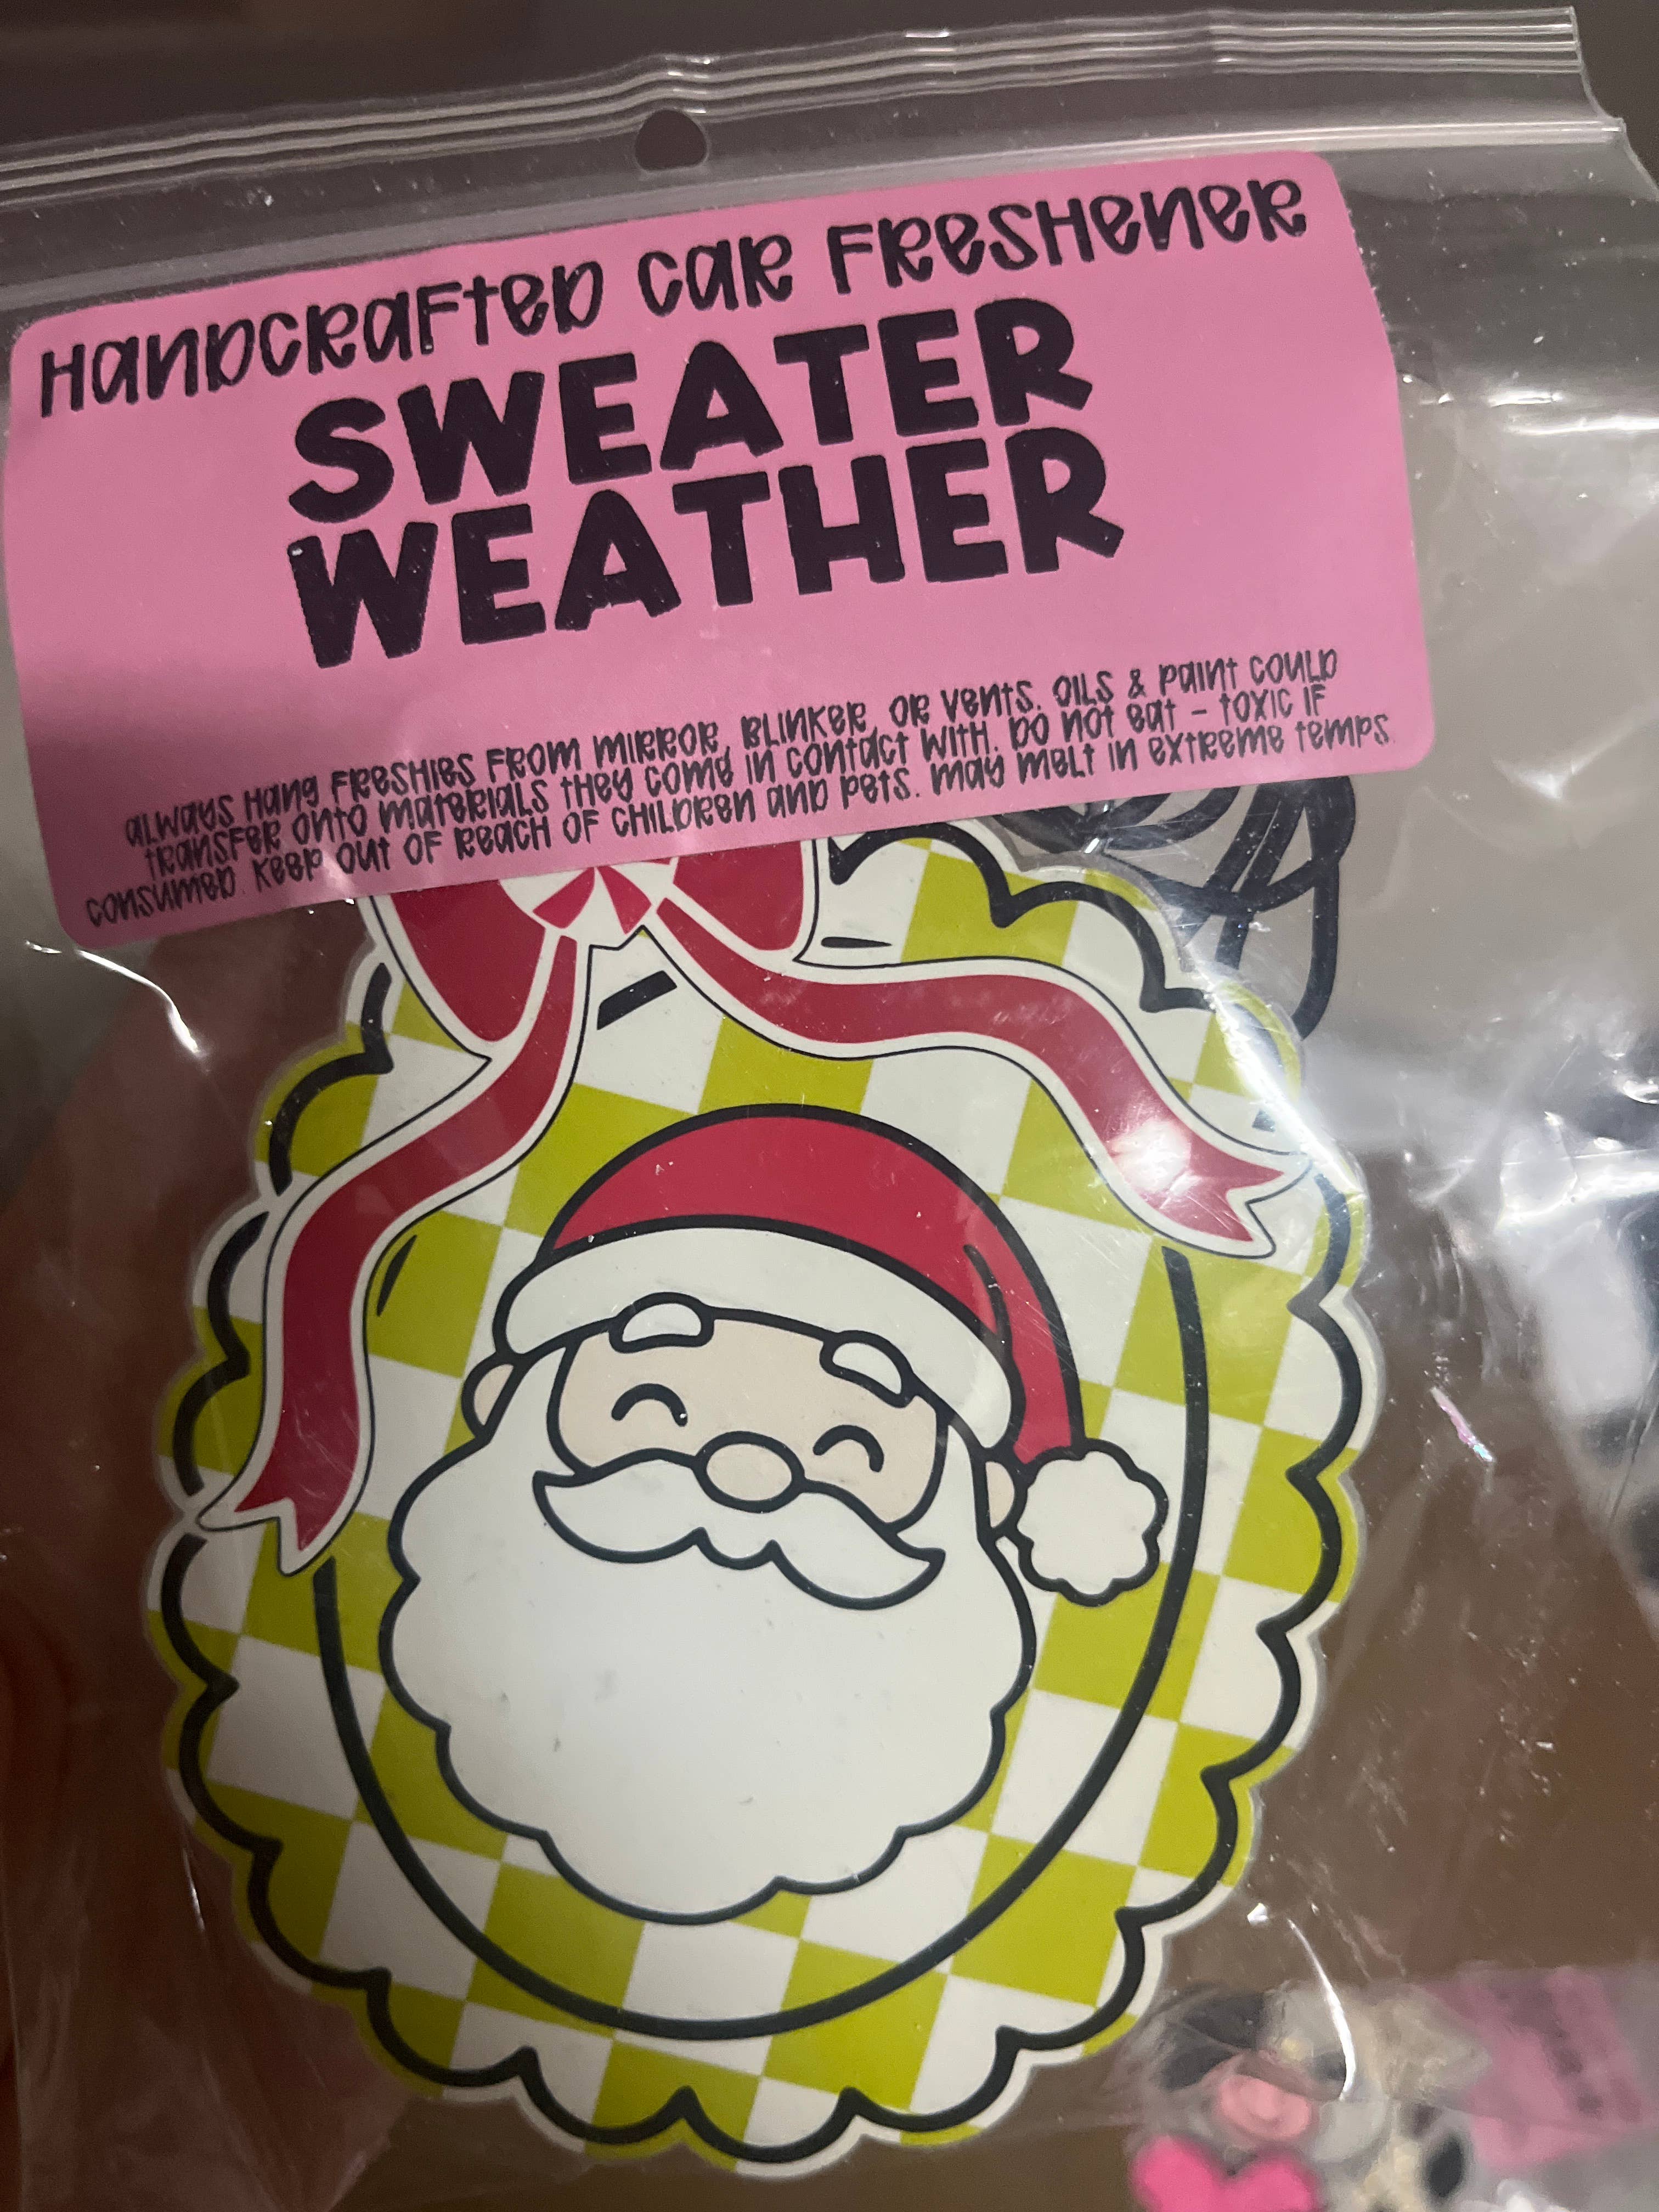 HANDCRAFTED CAR FRESHENER
SWEATER
WEATHER
ALWAYS HANG FRESHIES FROM MIRROR, BLINKER, OR VENTS. OILS & PAINT COULD
TRANSFER ONTO MATERIALS THEY COME IN CONTACT WITH. DO NOT EAT - TOXIC IF
CONSUMED. KEEP OUT OF REACH OF CHILDREN AND PETS. MAY MELT IN EXTREME TEMPS.